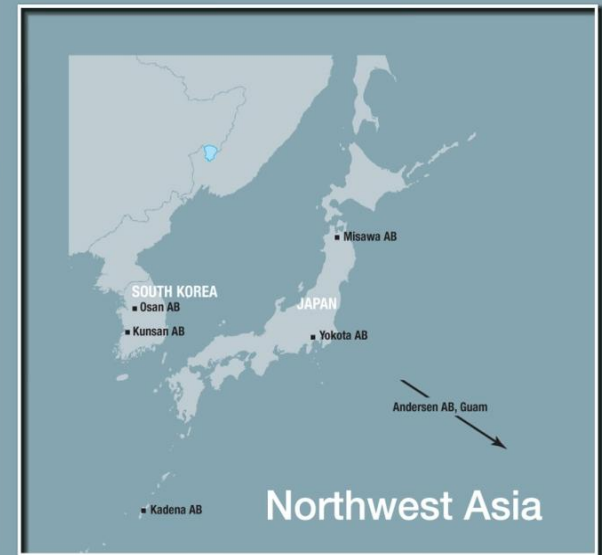 Misawa AB
SOUTH KOREA
JAPAN
Osan AB
Kunsan AB
Yokota AB
Andersen AB, Guam
Kadena AB
Northwest Asia